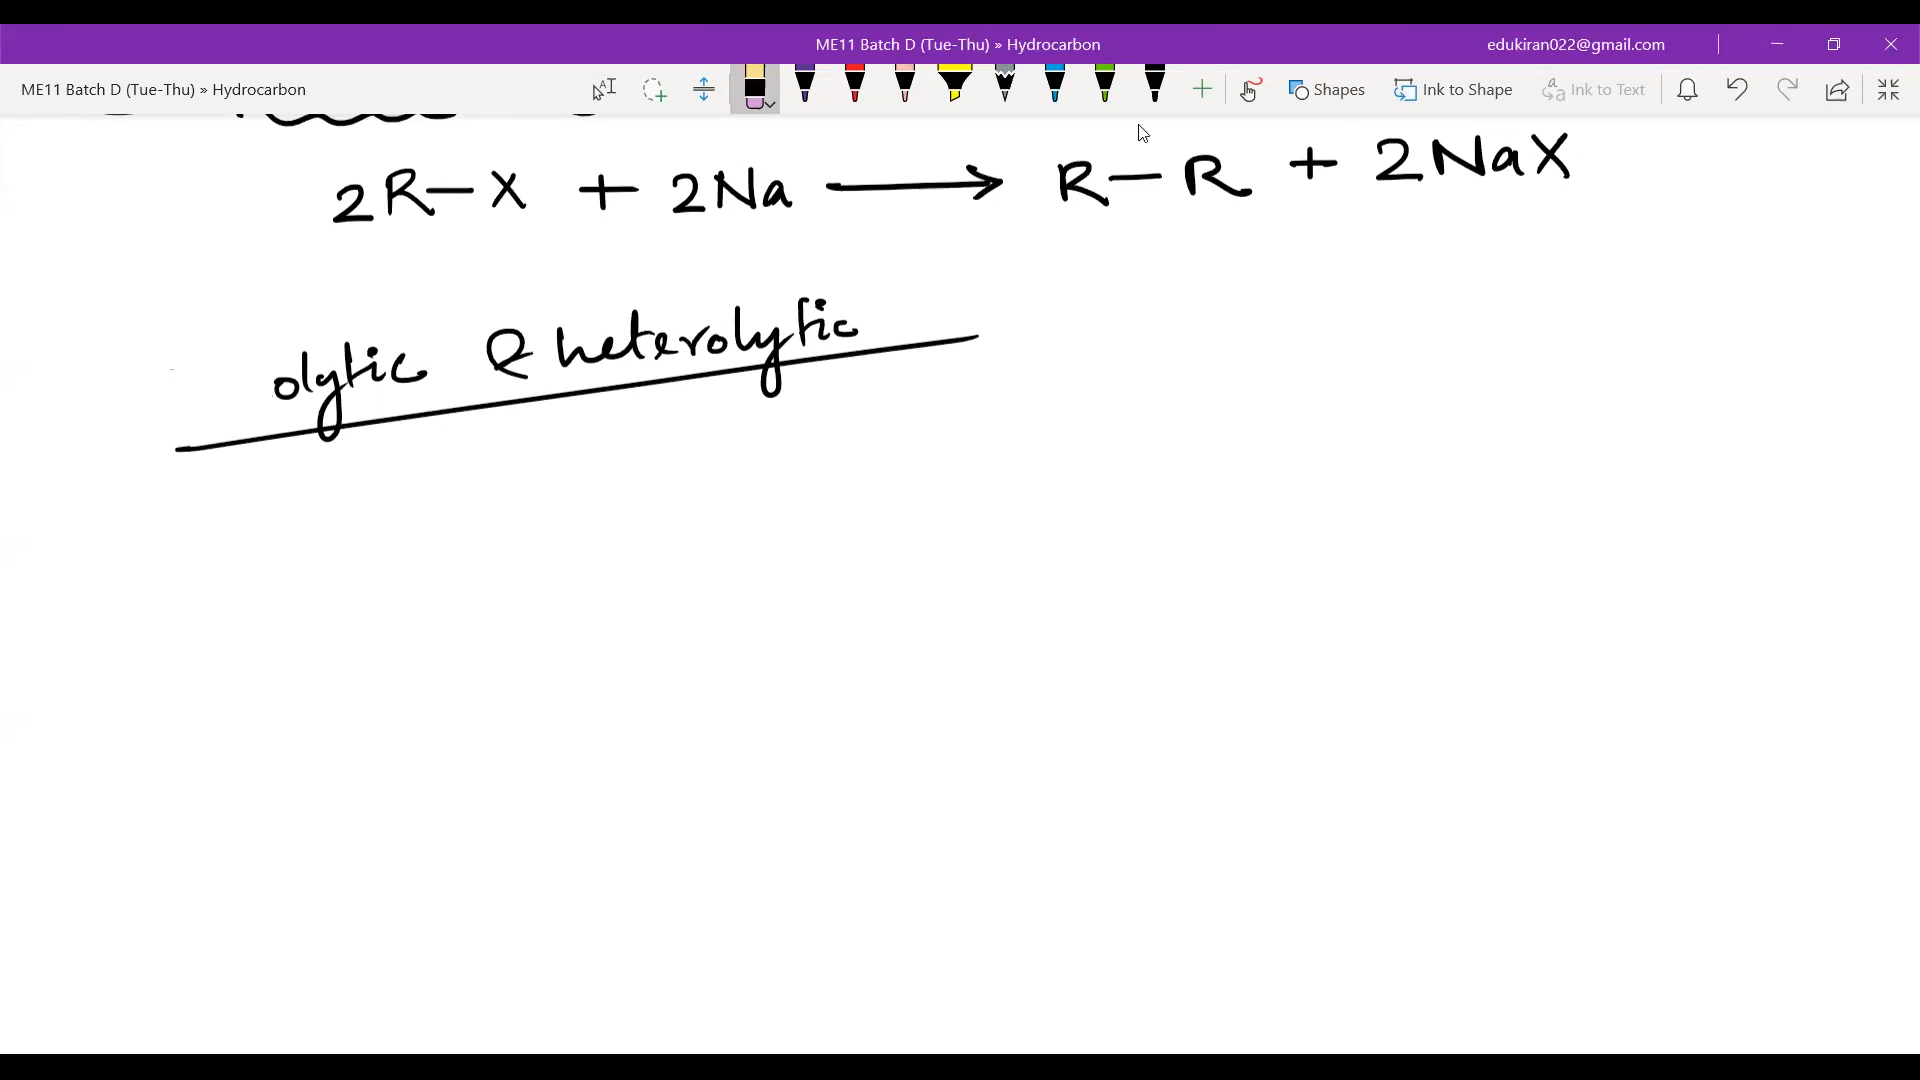 ME11 Batch D (Tue-Thu) » Hydrocarbon edukiran022@gmail.com
ME11 Batch D (Tue-Thu) » Hydrocarbon Shapes Ink to Shape Ink to Text
2R-X + 2Na ⟶ R-R + 2NaX
olytic & heterolytic